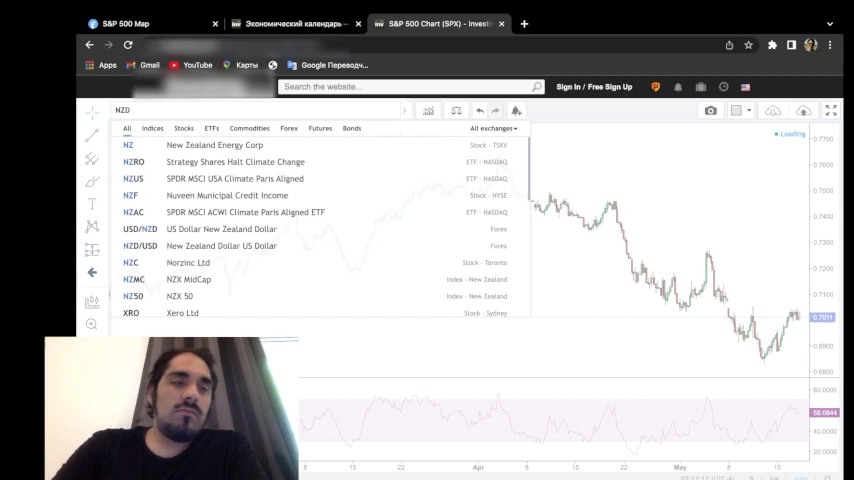 S&P 500 Map
Экономический календарь —
S&P 500 Chart (SPX) - Investi
Apps
Gmail
YouTube
Карты
Google Переводч...
Search the website...
Sign In / Free Sign Up
NZD
All Indices Stocks ETFs Commodities Forex Futures Bonds All exchanges
NZ New Zealand Energy Corp Stock - TSXV
NZRO Strategy Shares Halt Climate Change ETF - NASDAQ
NZUS SPDR MSCI USA Climate Paris Aligned ETF - NASDAQ
NZF Nuveen Municipal Credit Income Stock - NYSE
NZAC SPDR MSCI ACWI Climate Paris Aligned ETF ETF - NASDAQ
USD/NZD US Dollar New Zealand Dollar Forex
NZD/USD New Zealand Dollar US Dollar Forex
NZC Norzinc Ltd Stock - Toronto
NZMC NZX MidCap Index - New Zealand
NZ50 NZX 50 Index - New Zealand
XRO Xero Ltd Stock - Sydney
Loading
0.7700
0.7500
0.7300
0.7210
0.7100
0.7011
0.6900
0.6800
80.0000
58.0844
40.0000
20.0000
8 15 22 Apr 8 15 22 May 8 15